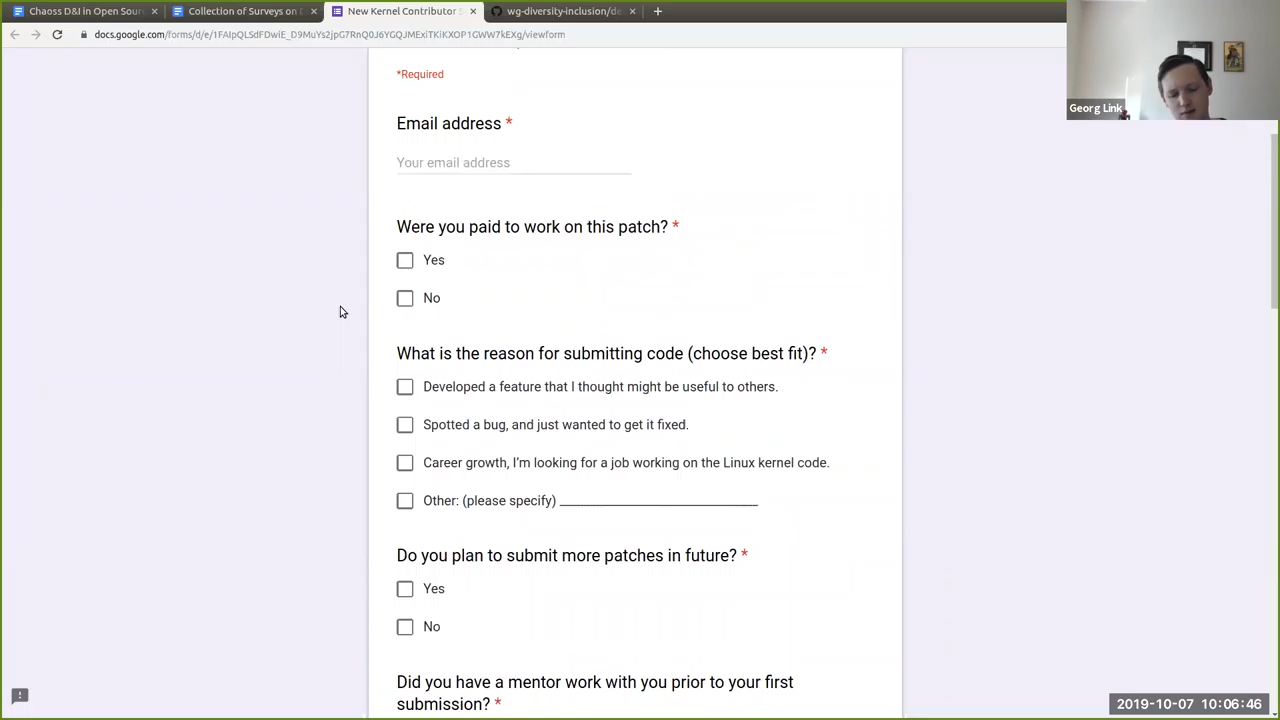 Chaoss D&I in Open Sour
Collection of Surveys on D
New Kernel Contributor S
wg-diversity-inclusion/de
docs.google.com/forms/d/e/1FAIpQLSdFDwiE_D9MuYs2jpG7RnQ0J6YGQJMExiTKiKXOP1GWW7kEXg/viewform
Georg Link
*Required
Email address *
Your email address
Were you paid to work on this patch? *
Yes
No
What is the reason for submitting code (choose best fit)? *
Developed a feature that I thought might be useful to others.
Spotted a bug, and just wanted to get it fixed.
Career growth, I'm looking for a job working on the Linux kernel code.
Other: (please specify) ________________________
Do you plan to submit more patches in future? *
Yes
No
Did you have a mentor work with you prior to your first
submission? *
2019-10-07 10:06:46